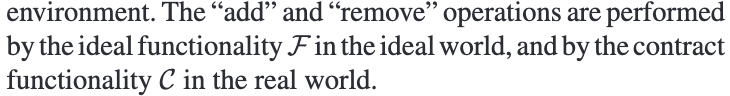 environment. The “add” and “remove” operations are performed
by the ideal functionality ℱ in the ideal world, and by the contract
functionality 𝒞 in the real world.